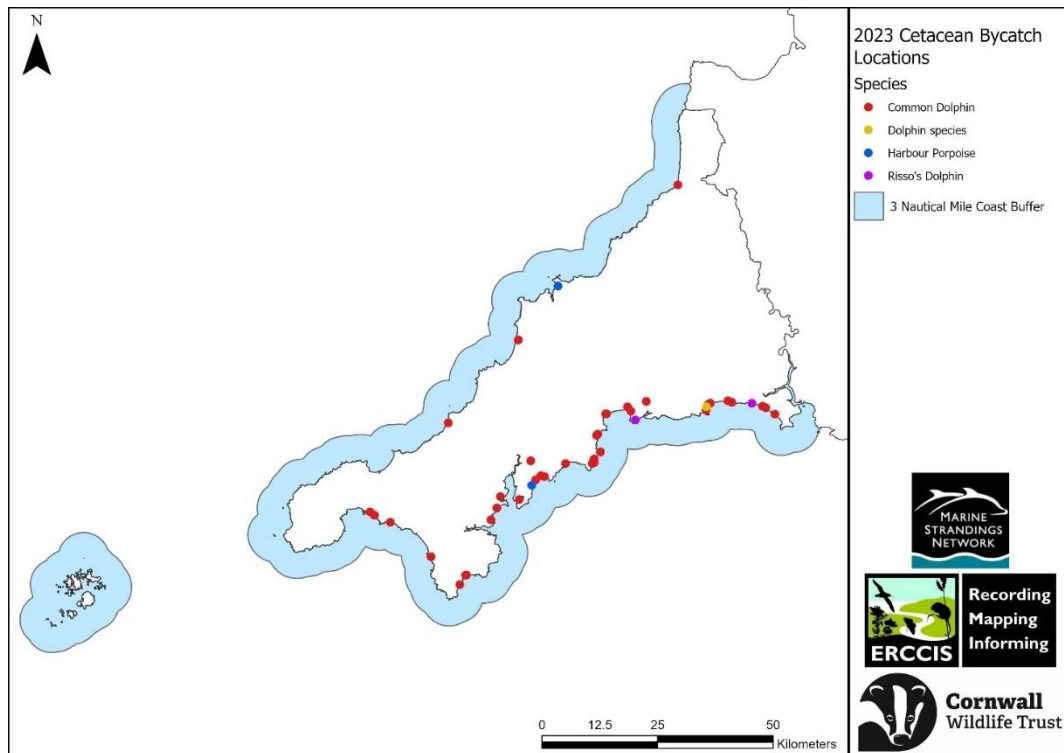 N
2023 Cetacean Bycatch
Locations
Species
Common Dolphin
Dolphin species
Harbour Porpoise
Risso's Dolphin
3 Nautical Mile Coast Buffer
MARINE
STRANDINGS
NETWORK
ERCCIS
Recording
Mapping
Informing
Cornwall
Wildlife Trust
0 12.5 25 50
Kilometers